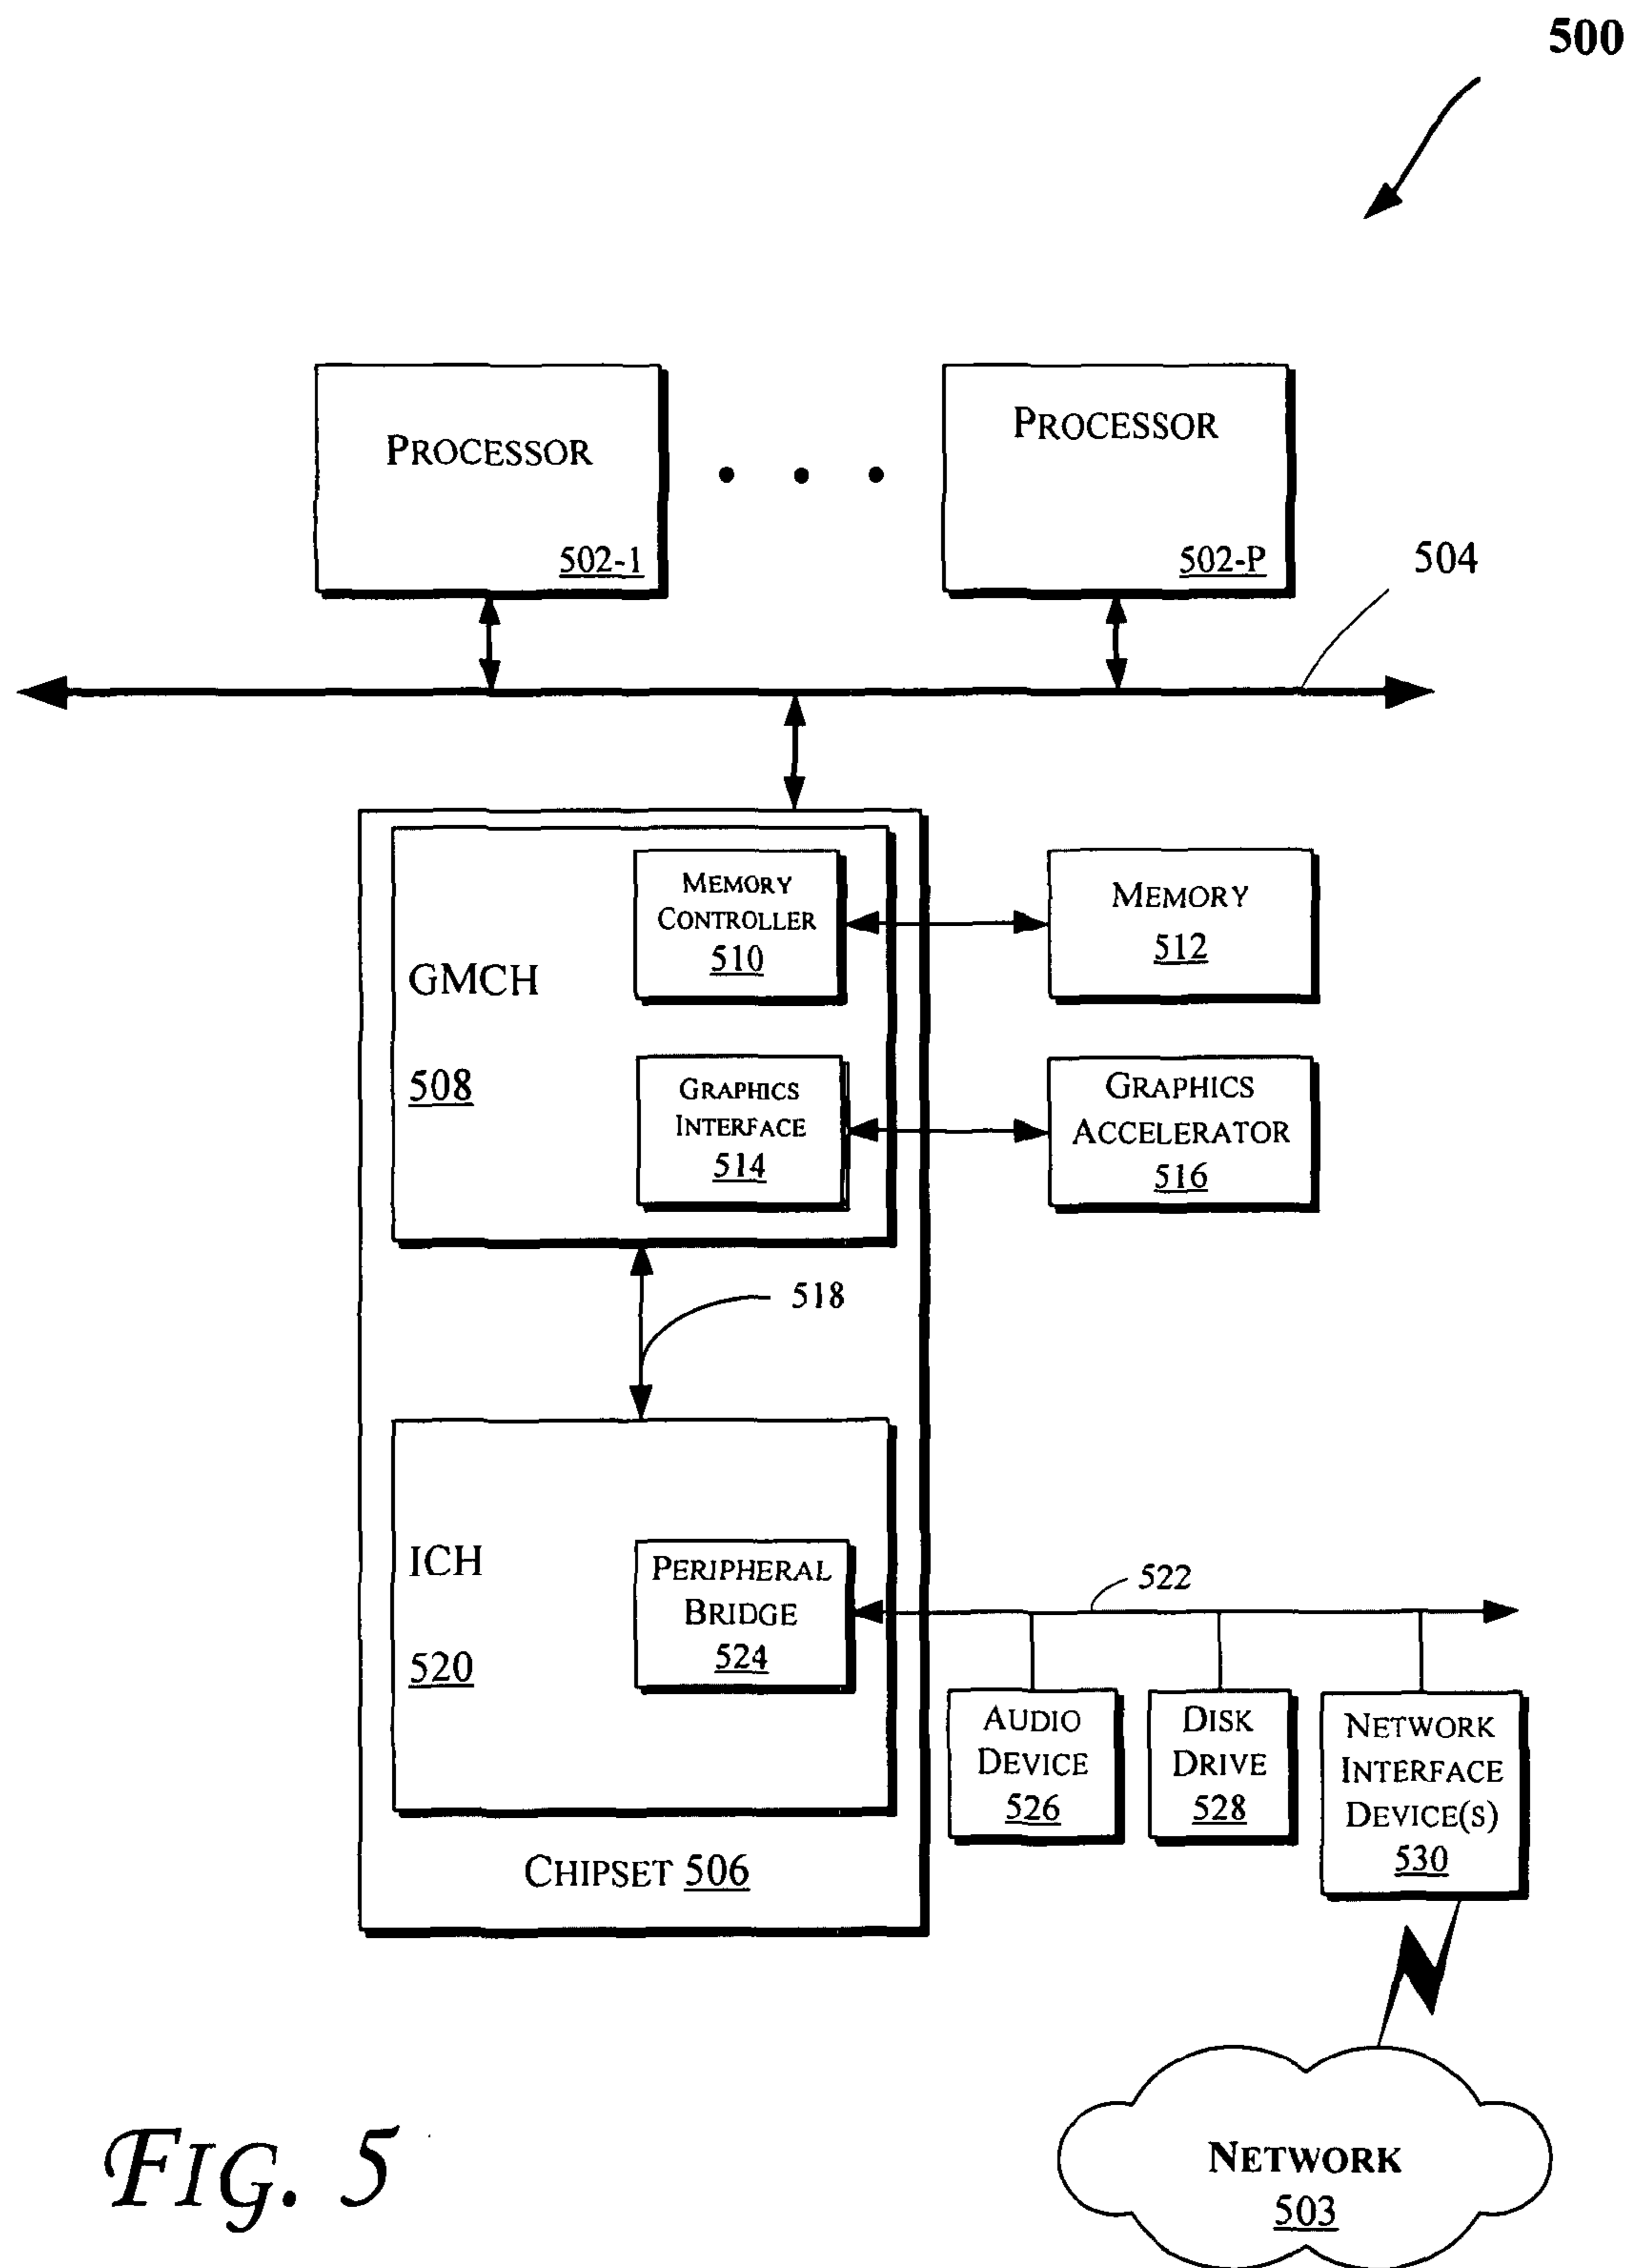 500
PROCESSOR
502-1
PROCESSOR
502-P
504
GMCH
508
MEMORY
CONTROLLER
510
MEMORY
512
GRAPHICS
INTERFACE
514
GRAPHICS
ACCELERATOR
516
518
ICH
520
PERIPHERAL
BRIDGE
524
522
AUDIO
DEVICE
526
DISK
DRIVE
528
NETWORK
INTERFACE
DEVICE(S)
530
CHIPSET 506
NETWORK
503
FIG. 5